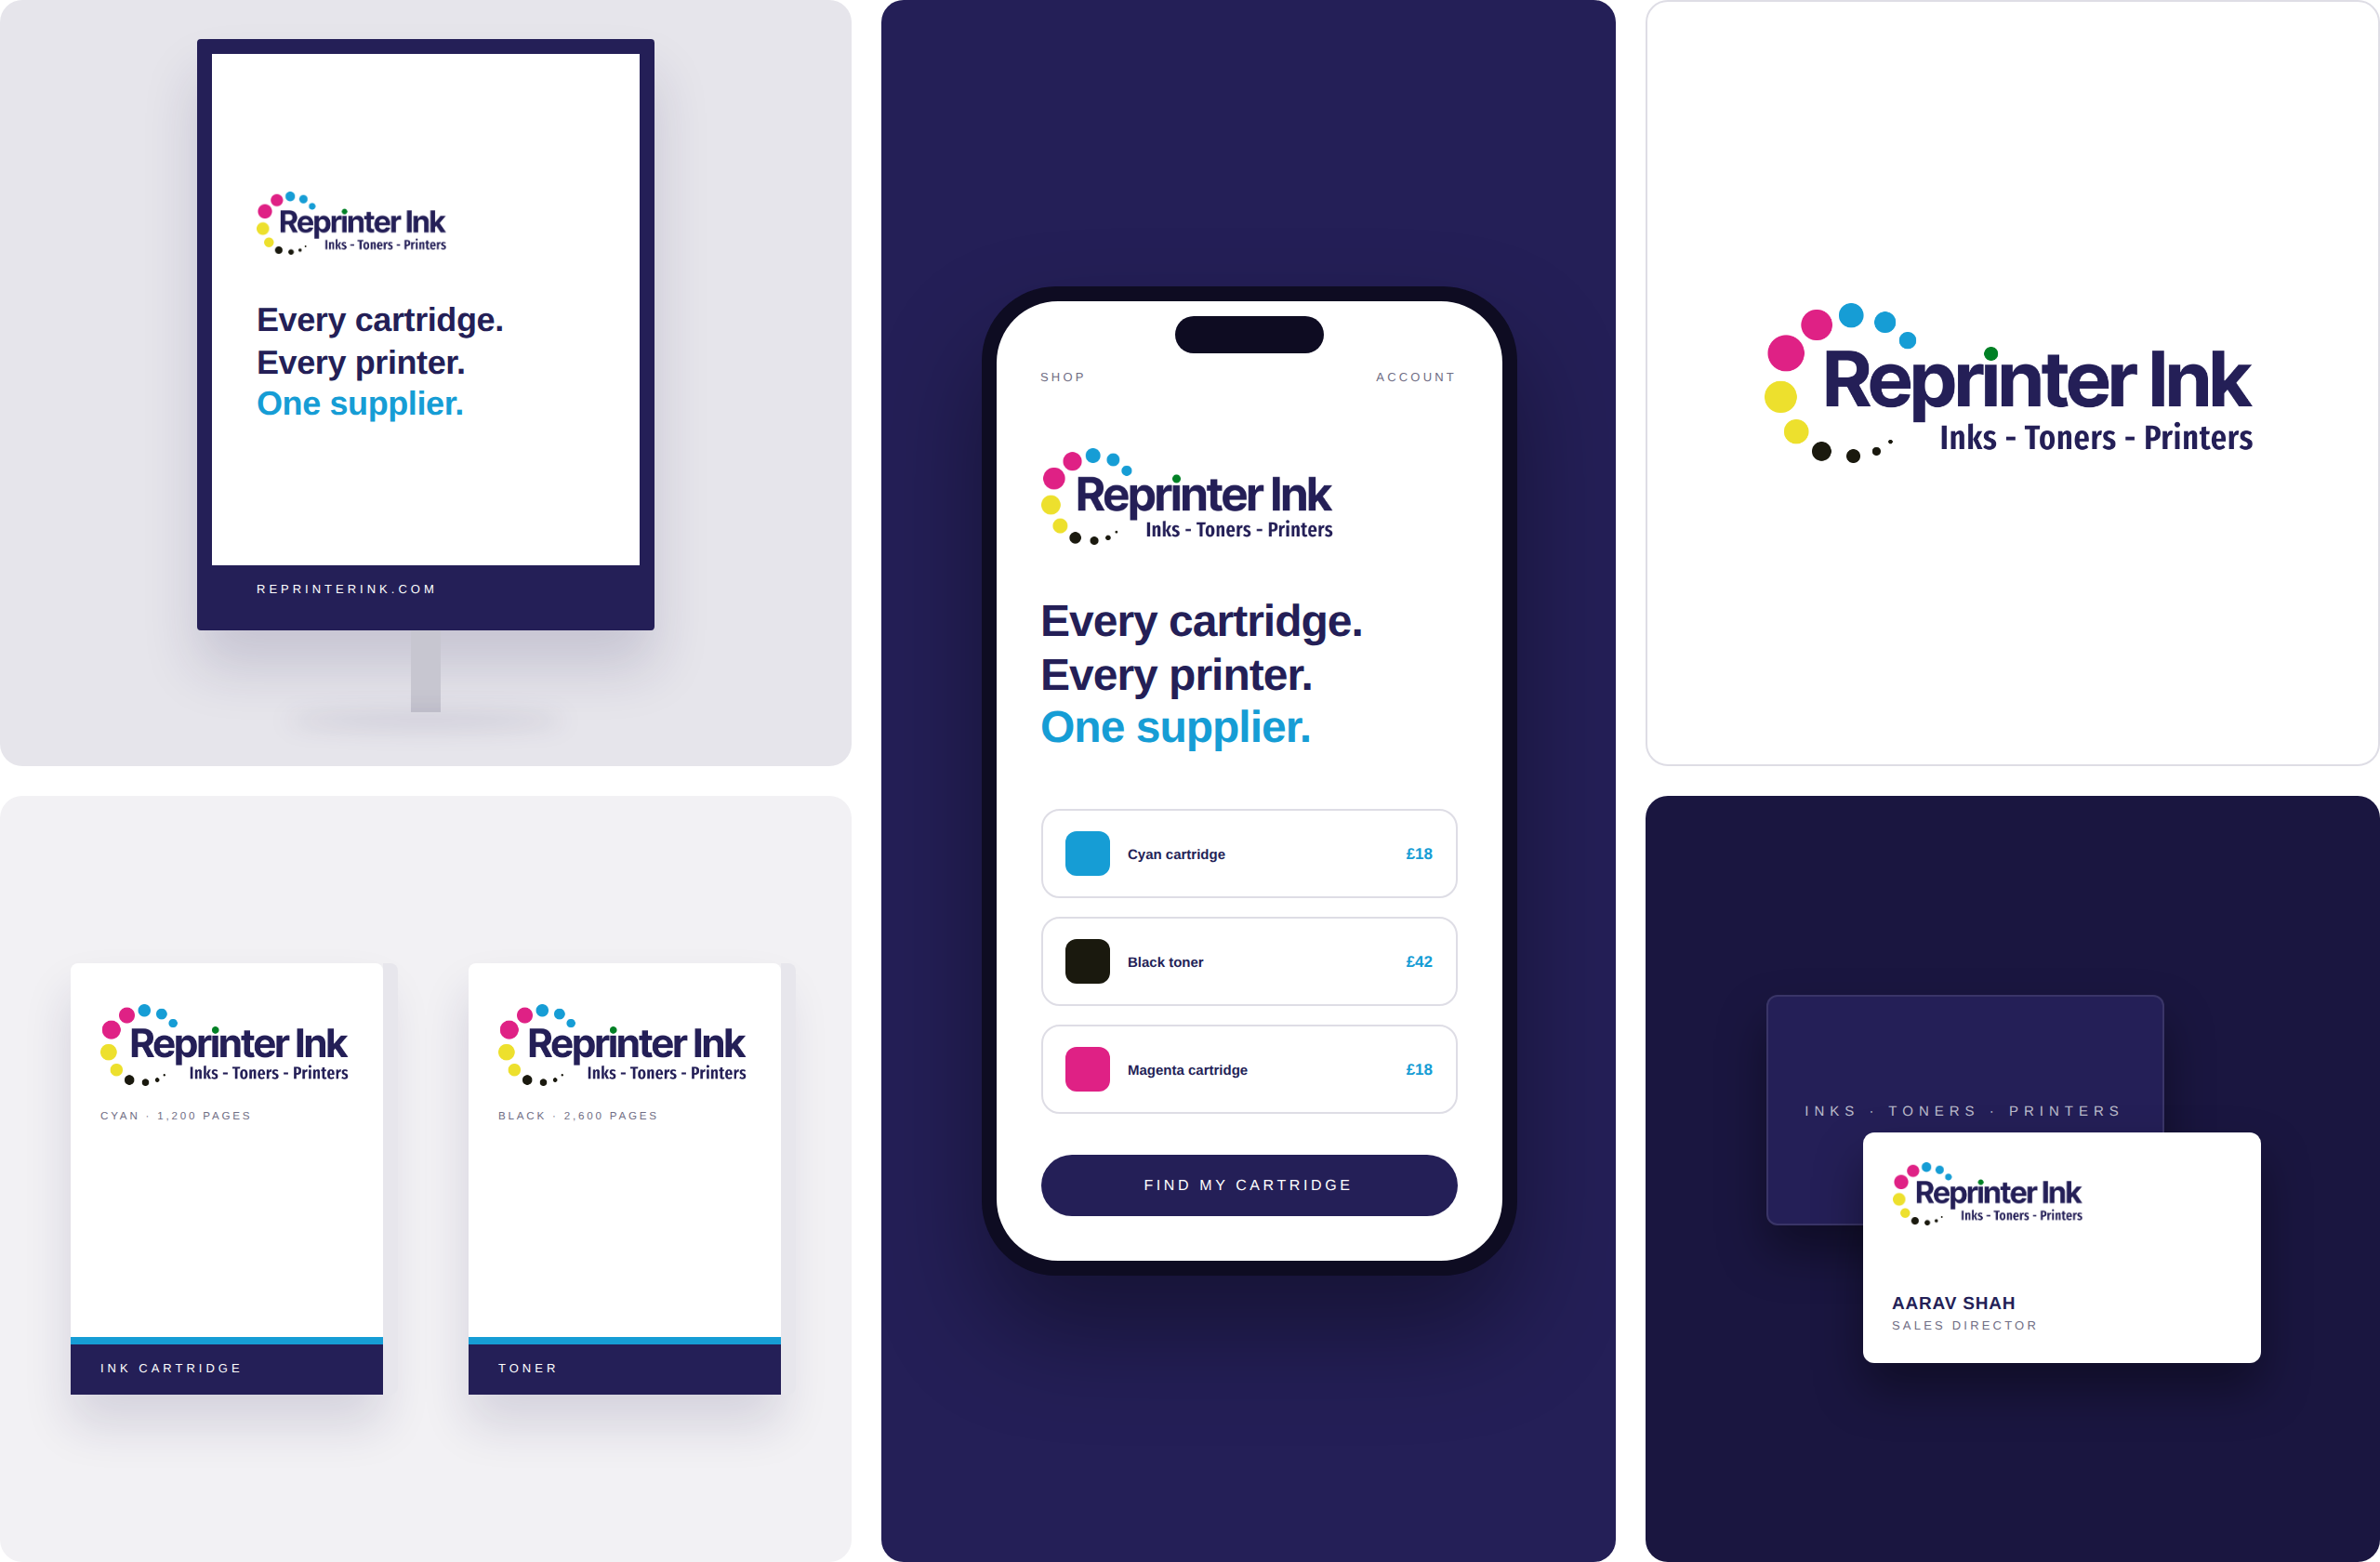 Reprinter Ink
Inks - Toners - Printers
Every cartridge.
Every printer.
One supplier.
REPRINTERINK.COM
Reprinter Ink
Inks - Toners - Printers
CYAN · 1,200 PAGES
INK CARTRIDGE
Reprinter Ink
Inks - Toners - Printers
BLACK · 2,600 PAGES
TONER
SHOP
ACCOUNT
Reprinter Ink
Inks - Toners - Printers
Every cartridge.
Every printer.
One supplier.
Cyan cartridge £18
Black toner £42
Magenta cartridge £18
FIND MY CARTRIDGE
Reprinter Ink
Inks - Toners - Printers
INKS · TONERS · PRINTERS
Reprinter Ink
Inks - Toners - Printers
AARAV SHAH
SALES DIRECTOR